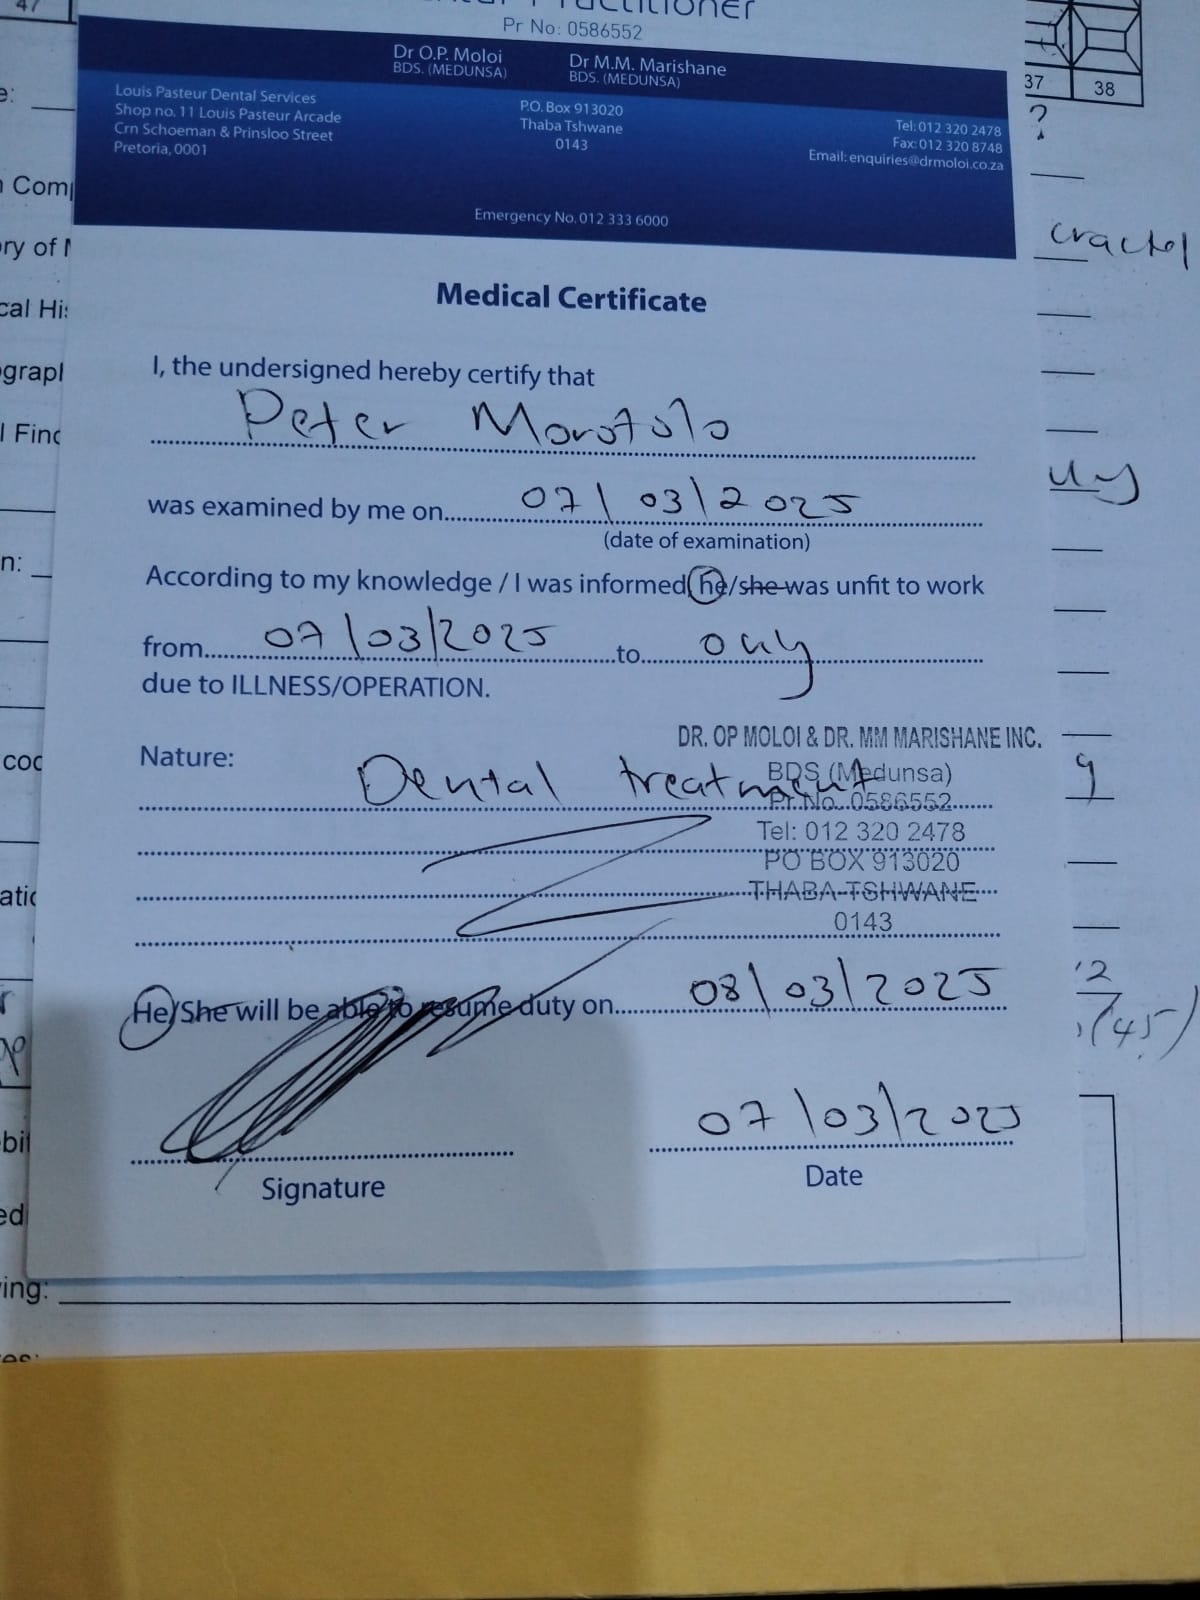 47
Practitioner
Pr No: 0586552
Dr O.P. Moloi
BDS. (MEDUNSA)
Dr M.M. Marishane
BDS. (MEDUNSA)
Louis Pasteur Dental Services
Shop no. 11 Louis Pasteur Arcade
Crn Schoeman & Prinsloo Street
Pretoria, 0001
P.O. Box 913020
Thaba Tshwane
0143
Tel: 012 320 2478
Fax: 012 320 8748
Email: enquiries@drmoloi.co.za
Emergency No. 012 333 6000
37 38
?
Medical Certificate
I, the undersigned hereby certify that
Peter Morotolo
was examined by me on 07/03/2025
(date of examination)
According to my knowledge / I was informed, he/she was unfit to work
from 07/03/2025 to only
due to ILLNESS/OPERATION.
Nature: Dental treatment
DR. OP MOLOI & DR. MM MARISHANE INC.
BDS (Medunsa)
Pr No. 0586552
Tel: 012 320 2478
PO BOX 913020
THABA TSHWANE
0143
He/She will be able to resume duty on 08/03/2025
07/03/2025
Signature
Date